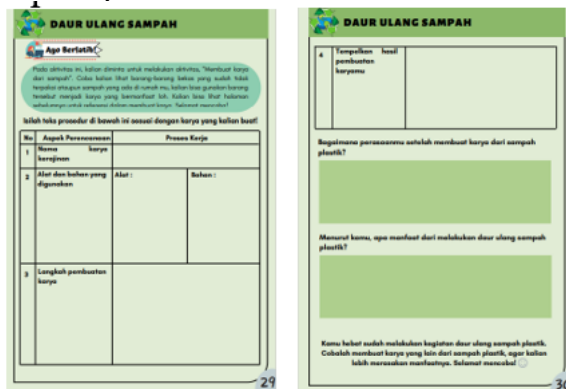 DAUR ULANG SAMPAH
Ayo Berlatih
Pada aktivitas ini, kalian diminta untuk melakukan aktivitas, "Membuat karya
dari sampah". Coba kalian lihat barang-barang bekas yang sudah tidak
terpakai ataupun sampah yang ada di rumah mu, kalian bisa gunakan barang
tersebut menjadi karya yang bermanfaat loh. Kalian bisa lihat halaman
sebelumnya untuk referensi dalam membuat karya. Selamat mencoba!
Isilah teks prosedur di bawah ini sesuai dengan karya yang kalian buat!
No Aspek Perencanaan Proses Kerja
1 Nama karya
kerajinan
2 Alat dan bahan yang Alat : Bahan :
digunakan
3 Langkah pembuatan
karya
29
DAUR ULANG SAMPAH
4 Tempelkan hasil
pembuatan
karyamu
Bagaimana perasaanmu setelah membuat karya dari sampah
plastik?
Menurut kamu, apa manfaat dari melakukan daur ulang sampah
plastik?
Kamu hebat sudah melakukan kegiatan daur ulang sampah plastik.
Cobalah membuat karya yang lain dari sampah plastik, agar kalian
lebih merasakan manfaatnya. Selamat mencoba!
30